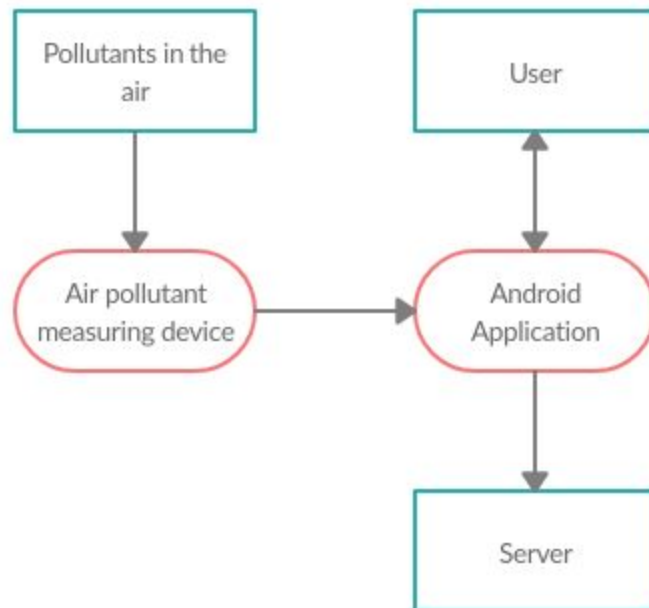 Pollutants in the
air
User
Air pollutant
measuring device
Android
Application
Server